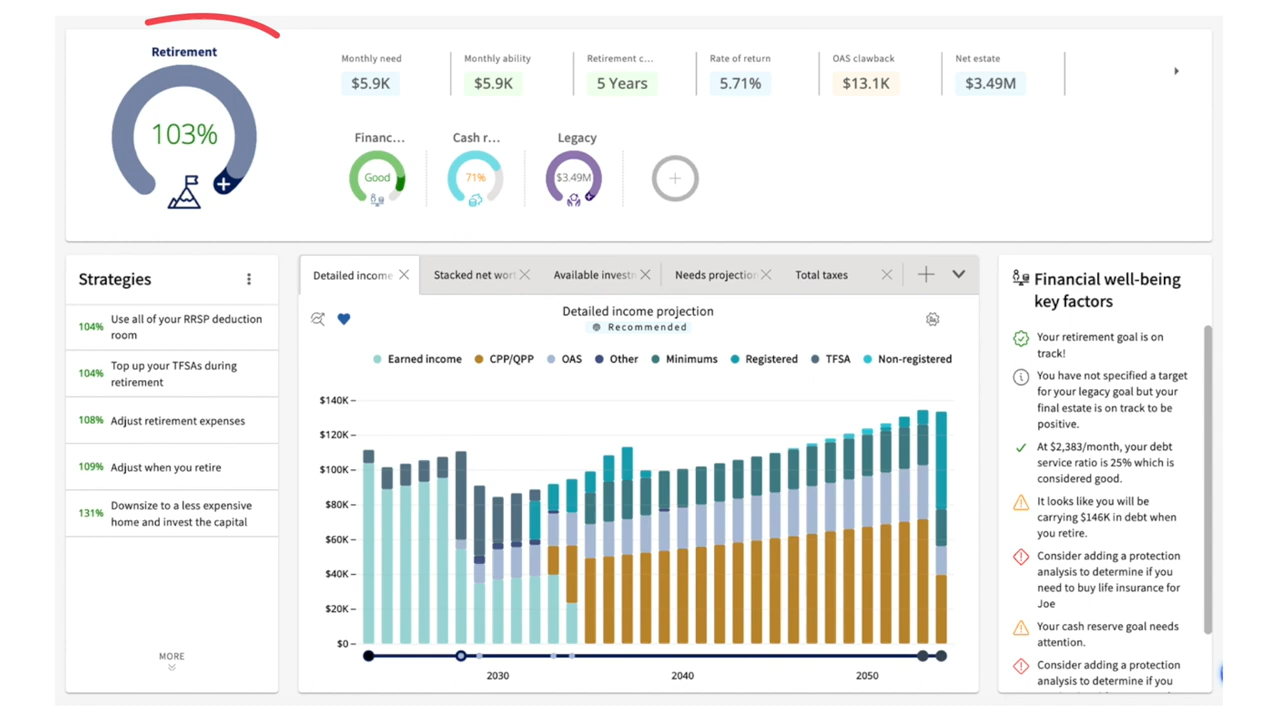 Retirement
103%
Monthly need
$5.9K
Monthly ability
$5.9K
Retirement c...
5 Years
Rate of return
5.71%
OAS clawback
$13.1K
Net estate
$3.49M
Financ...
Good
Cash r...
71%
Legacy
$3.49M
Strategies
104% Use all of your RRSP deduction
room
104% Top up your TFSAs during
retirement
108% Adjust retirement expenses
109% Adjust when you retire
131% Downsize to a less expensive
home and invest the capital
MORE
Detailed income
Stacked net wort
Available investm
Needs projection
Total taxes
Detailed income projection
Recommended
Earned income CPP/QPP OAS Other Minimums Registered TFSA Non-registered
$140K
$120K
$100K
$80K
$60K
$40K
$20K
$0
2030 2040 2050
Financial well-being
key factors
Your retirement goal is on
track!
You have not specified a target
for your legacy goal but your
final estate is on track to be
positive.
At $2,383/month, your debt
service ratio is 25% which is
considered good.
It looks like you will be
carrying $146K in debt when
you retire.
Consider adding a protection
analysis to determine if you
need to buy life insurance for
Joe
Your cash reserve goal needs
attention.
Consider adding a protection
analysis to determine if you